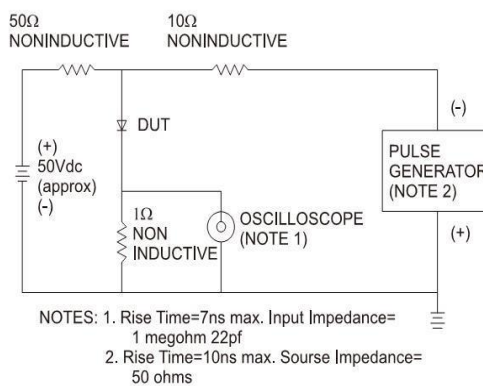 50Ω
NONINDUCTIVE
10Ω
NONINDUCTIVE
(+)
50Vdc
(approx)
(-)
DUT
1Ω
NON
INDUCTIVE
OSCILLOSCOPE
(NOTE 1)
(-)
PULSE
GENERATOR
(NOTE 2)
(+)
NOTES: 1. Rise Time=7ns max. Input Impedance=
1 megohm 22pf
2. Rise Time=10ns max. Sourse Impedance=
50 ohms